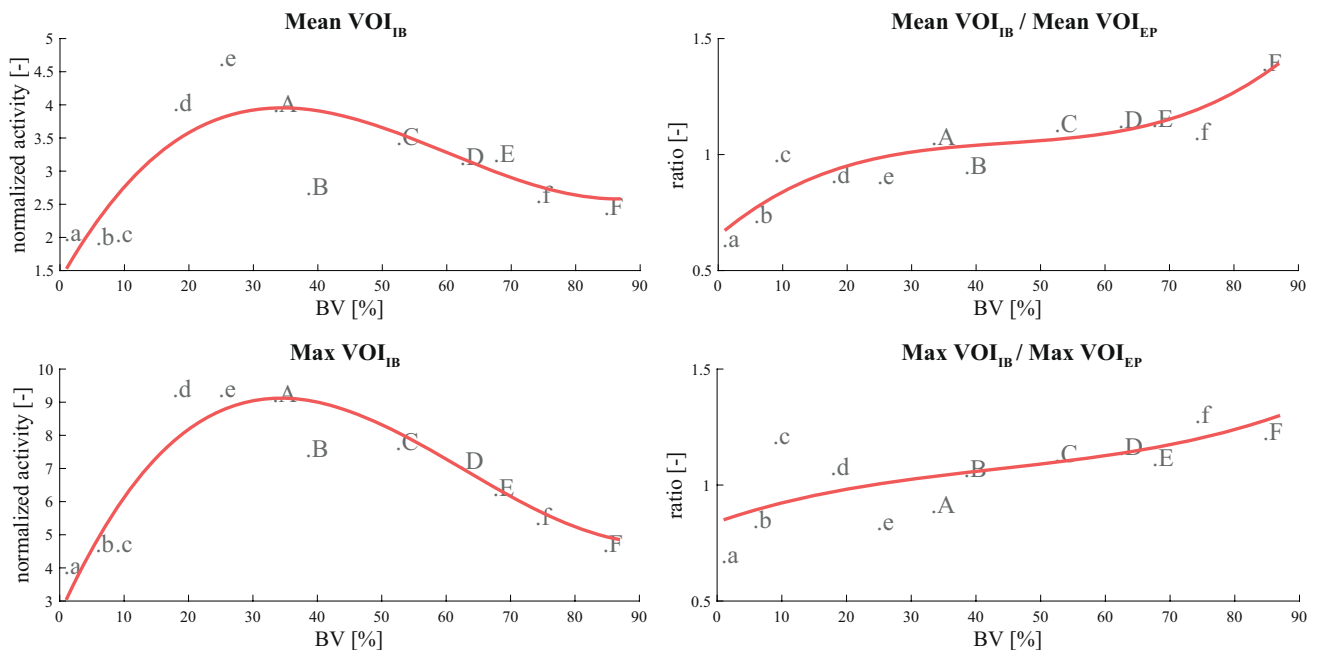 Mean VOI_IB
normalized activity [-]
5
4.5
4
3.5
3
2.5
2
1.5
.a
.b
.c
.d
.e
.A
.B
.C
.D
.E
.f
.F
0 10 20 30 40 50 60 70 80 90
BV [%]
Mean VOI_IB / Mean VOI_EP
ratio [-]
1.5
1
0.5
.a
.b
.c
.d
.e
.A
.B
.C
.D
.E
.f
.F
0 10 20 30 40 50 60 70 80 90
BV [%]
Max VOI_IB
normalized activity [-]
10
9
8
7
6
5
4
3
.a
.b
.c
.d
.e
.A
.B
.C
.D
.E
.f
.F
0 10 20 30 40 50 60 70 80 90
BV [%]
Max VOI_IB / Max VOI_EP
ratio [-]
1.5
1
0.5
.a
.b
.c
.d
.e
.A
.B
.C
.D
.E
.f
.F
0 10 20 30 40 50 60 70 80 90
BV [%]